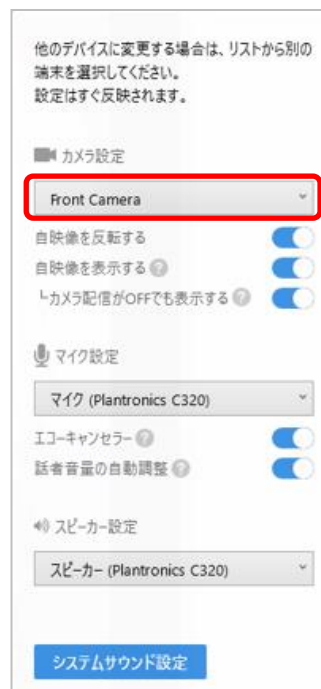 他のデバイスに変更する場合は、リストから別の
端末を選択してください。
設定はすぐ反映されます。
カメラ設定
Front Camera
自映像を反転する
自映像を表示する ?
└カメラ配信がOFFでも表示する ?
マイク設定
マイク (Plantronics C320)
エコーキャンセラー ?
話者音量の自動調整 ?
スピーカー設定
スピーカー (Plantronics C320)
システムサウンド設定